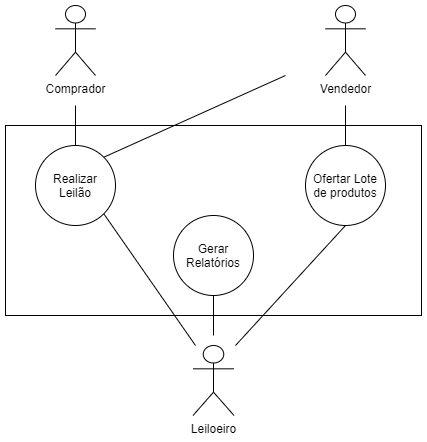 Comprador
Vendedor
Realizar
Leilão
Ofertar Lote
de produtos
Gerar
Relatórios
Leiloeiro